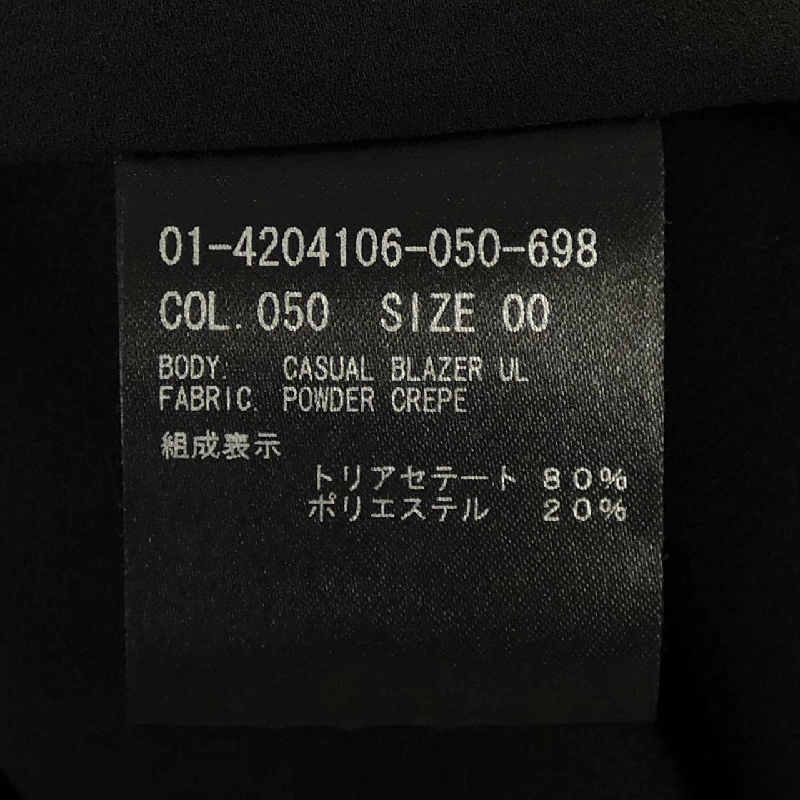 01-4204106-050-698
COL. 050 SIZE 00
BODY. CASUAL BLAZER UL
FABRIC. POWDER CREPE
組成表示
トリアセテート 80%
ポリエステル 20%